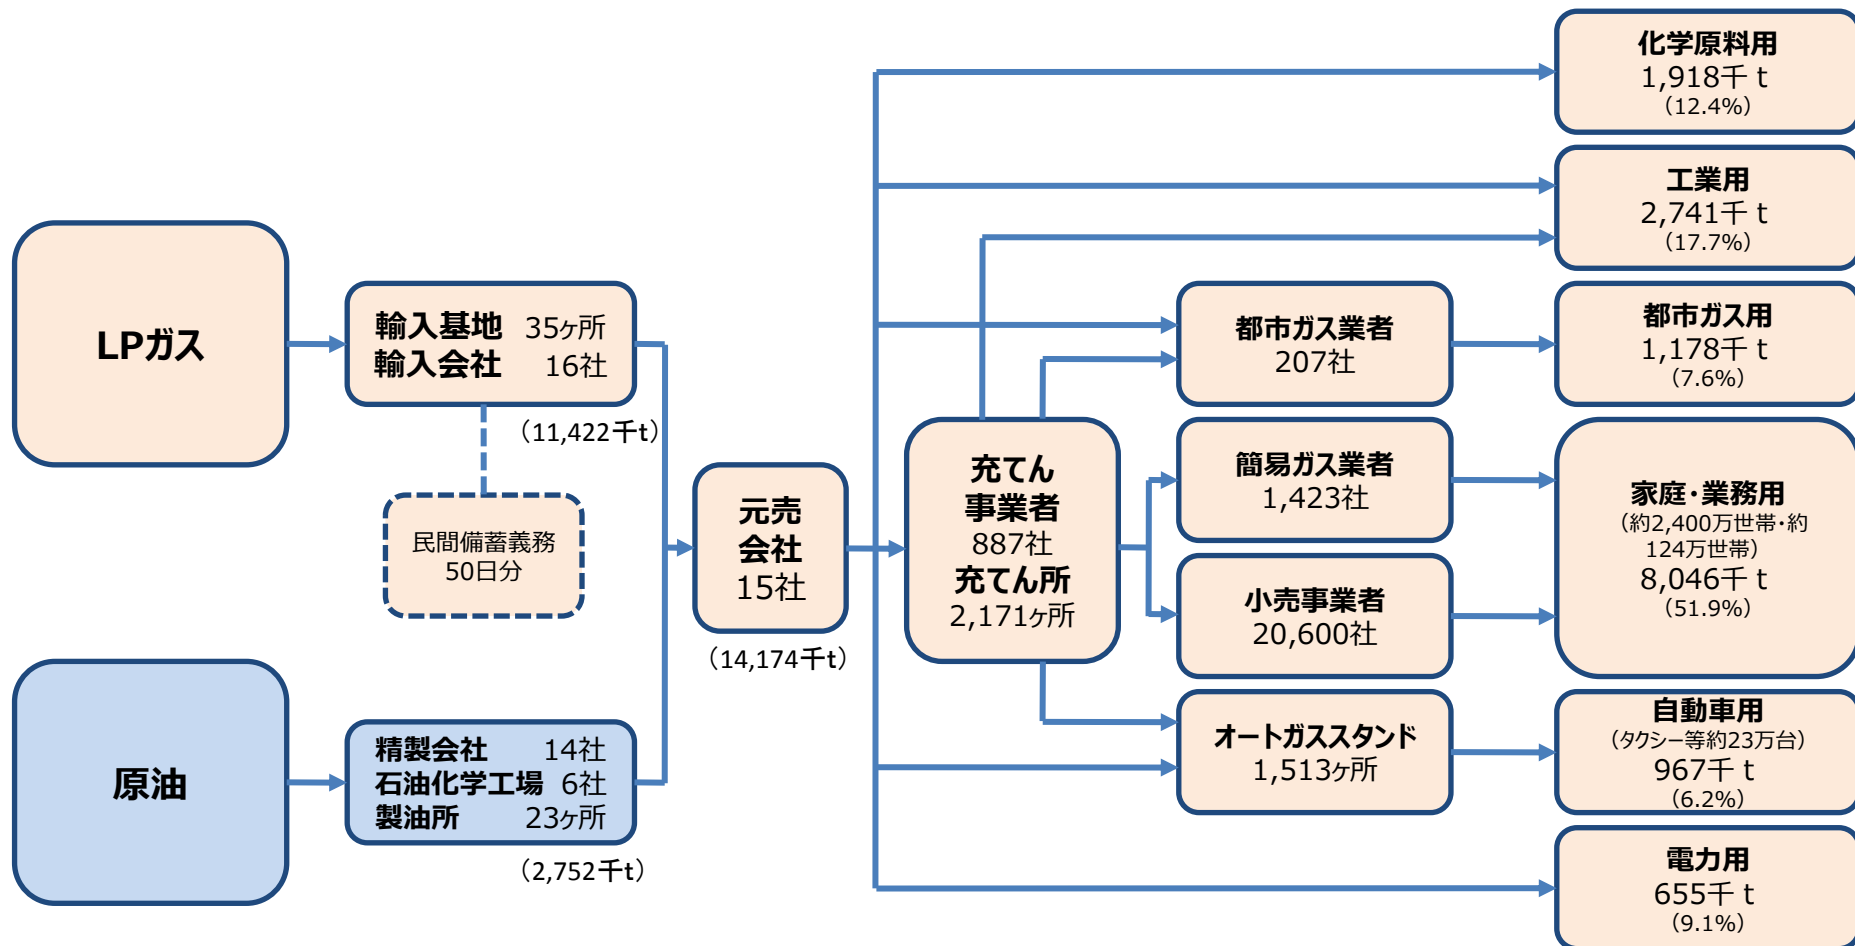 LPガス
輸入基地 35ヶ所
輸入会社 16社
(11,422千t)
民間備蓄義務
50日分
原油
精製会社 14社
石油化学工場 6社
製油所 23ヶ所
(2,752千t)
元売
会社
15社
(14,174千t)
充てん
事業者
887社
充てん所
2,171ヶ所
都市ガス業者
207社
簡易ガス業者
1,423社
小売事業者
20,600社
オートガススタンド
1,513ヶ所
化学原料用
1,918千 t
(12.4%)
工業用
2,741千 t
(17.7%)
都市ガス用
1,178千 t
(7.6%)
家庭・業務用
(約2,400万世帯・約
124万世帯)
8,046千 t
(51.9%)
自動車用
(タクシー等約23万台)
967千 t
(6.2%)
電力用
655千 t
(9.1%)